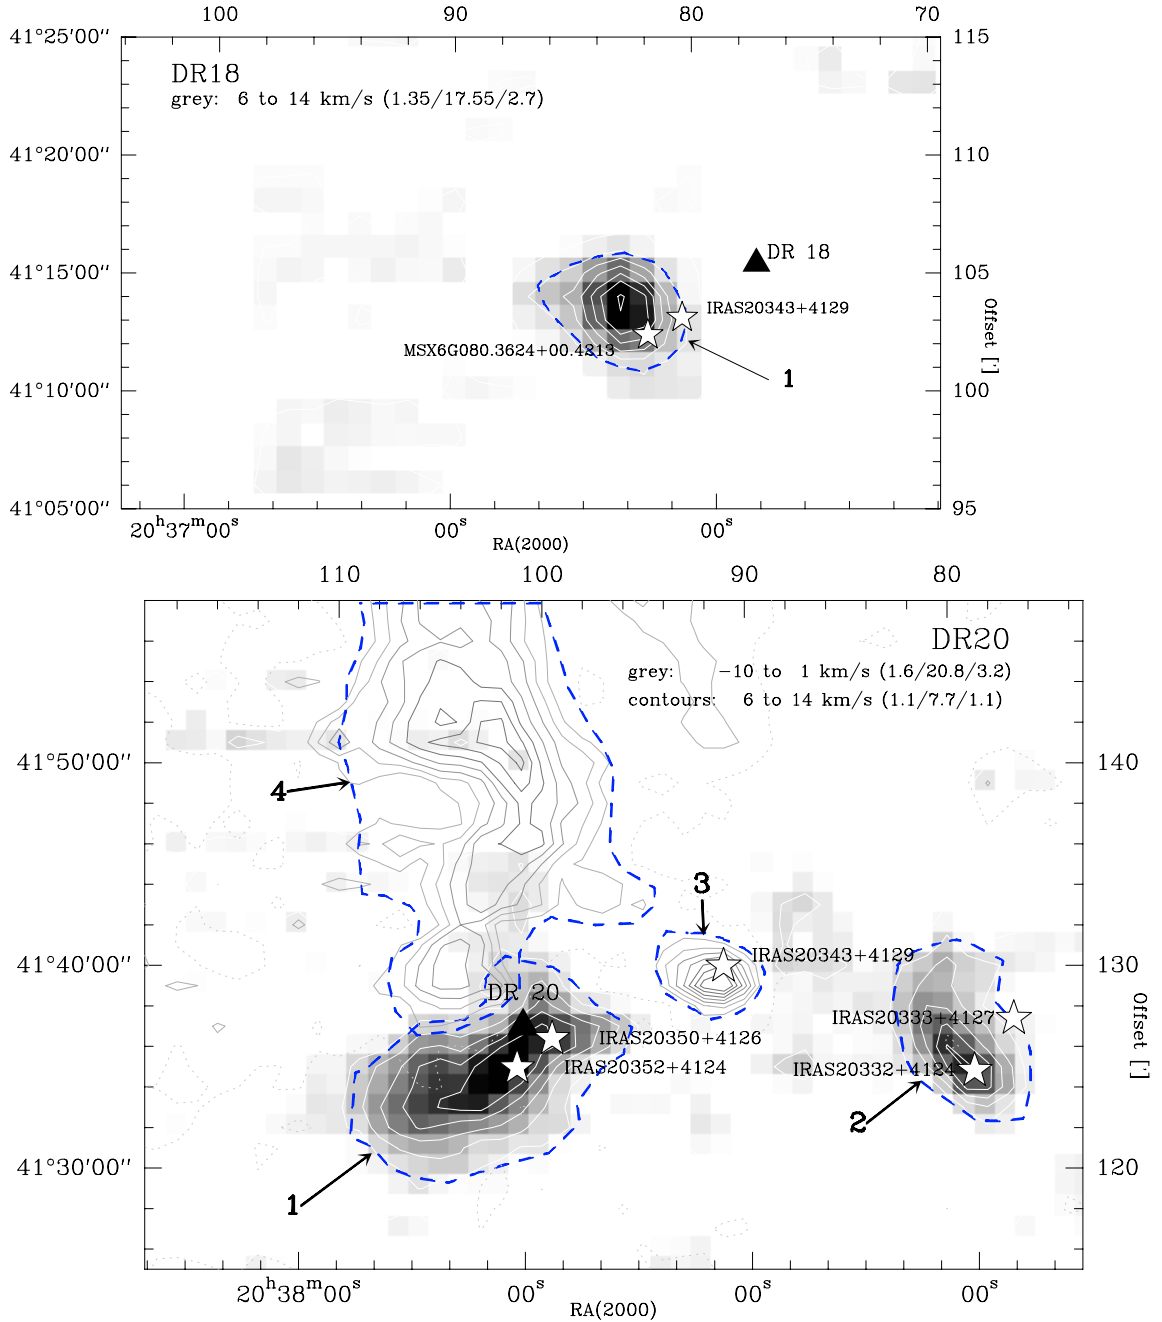 100 90 80 70
41°25′00″ 115
DR18
grey: 6 to 14 km/s (1.35/17.55/2.7)
41°20′00″ 110
DR 18
41°15′00″ 105
IRAS20343+4129
MSX6G080.3624+00.4213
1
41°10′00″ 100
Offset [′]
41°05′00″ 95
20ʰ37ᵐ00ˢ 00ˢ 00ˢ
RA(2000)
110 100 90 80
DR20
grey: −10 to 1 km/s (1.6/20.8/3.2)
contours: 6 to 14 km/s (1.1/7.7/1.1)
41°50′00″ 140
4
3
41°40′00″ 130
IRAS20343+4129
DR 20
IRAS20333+4127
IRAS20350+4126
IRAS20352+4124
IRAS20332+4124
2
Offset [′]
41°30′00″ 120
1
20ʰ38ᵐ00ˢ 00ˢ 00ˢ 00ˢ
RA(2000)